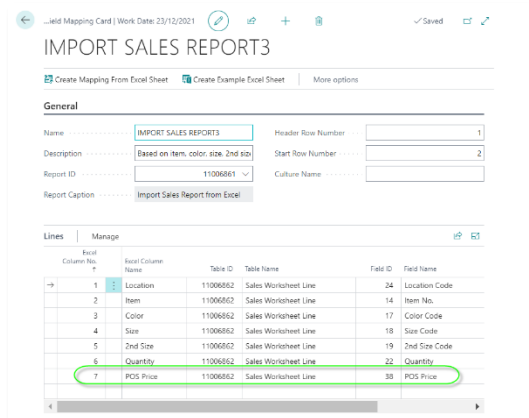 ...ield Mapping Card | Work Date: 23/12/2021
✓ Saved
IMPORT SALES REPORT3
Create Mapping From Excel Sheet Create Example Excel Sheet More options
General
Name IMPORT SALES REPORT3 Header Row Number 1
Description Based on item, color, size, 2nd siz Start Row Number 2
Report ID 11006861 Culture Name
Report Caption Import Sales Report from Excel
Lines Manage
Excel Column No. ↑ Excel Column Name Table ID Table Name Field ID Field Name
1 Location 11006862 Sales Worksheet Line 24 Location Code
2 Item 11006862 Sales Worksheet Line 14 Item No.
3 Color 11006862 Sales Worksheet Line 17 Color Code
4 Size 11006862 Sales Worksheet Line 18 Size Code
5 2nd Size 11006862 Sales Worksheet Line 19 2nd Size Code
6 Quantity 11006862 Sales Worksheet Line 22 Quantity
7 POS Price 11006862 Sales Worksheet Line 38 POS Price